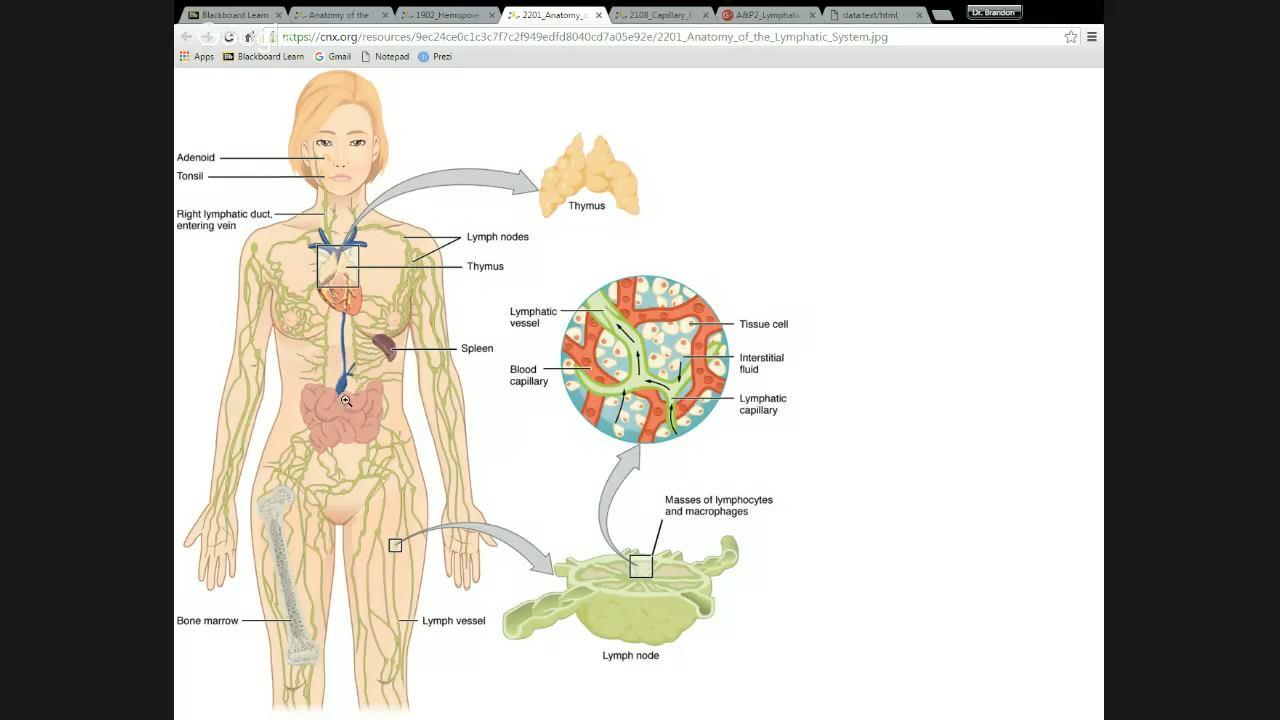 Blackboard Learn
Anatomy of the
1902_Hemopoie
2201_Anatomy_o
2108_Capillary_l
A&P2_Lymphatic
data:text/html,
Dr. Brandon
https://cnx.org/resources/9ec24ce0c1c3c7f7c2f949edfd8040cd7a05e92e/2201_Anatomy_of_the_Lymphatic_System.jpg
Apps
Blackboard Learn
Gmail
Notepad
Prezi
Adenoid
Tonsil
Right lymphatic duct,
entering vein
Thymus
Lymph nodes
Thymus
Spleen
Lymphatic
vessel
Blood
capillary
Tissue cell
Interstitial
fluid
Lymphatic
capillary
Masses of lymphocytes
and macrophages
Bone marrow
Lymph vessel
Lymph node